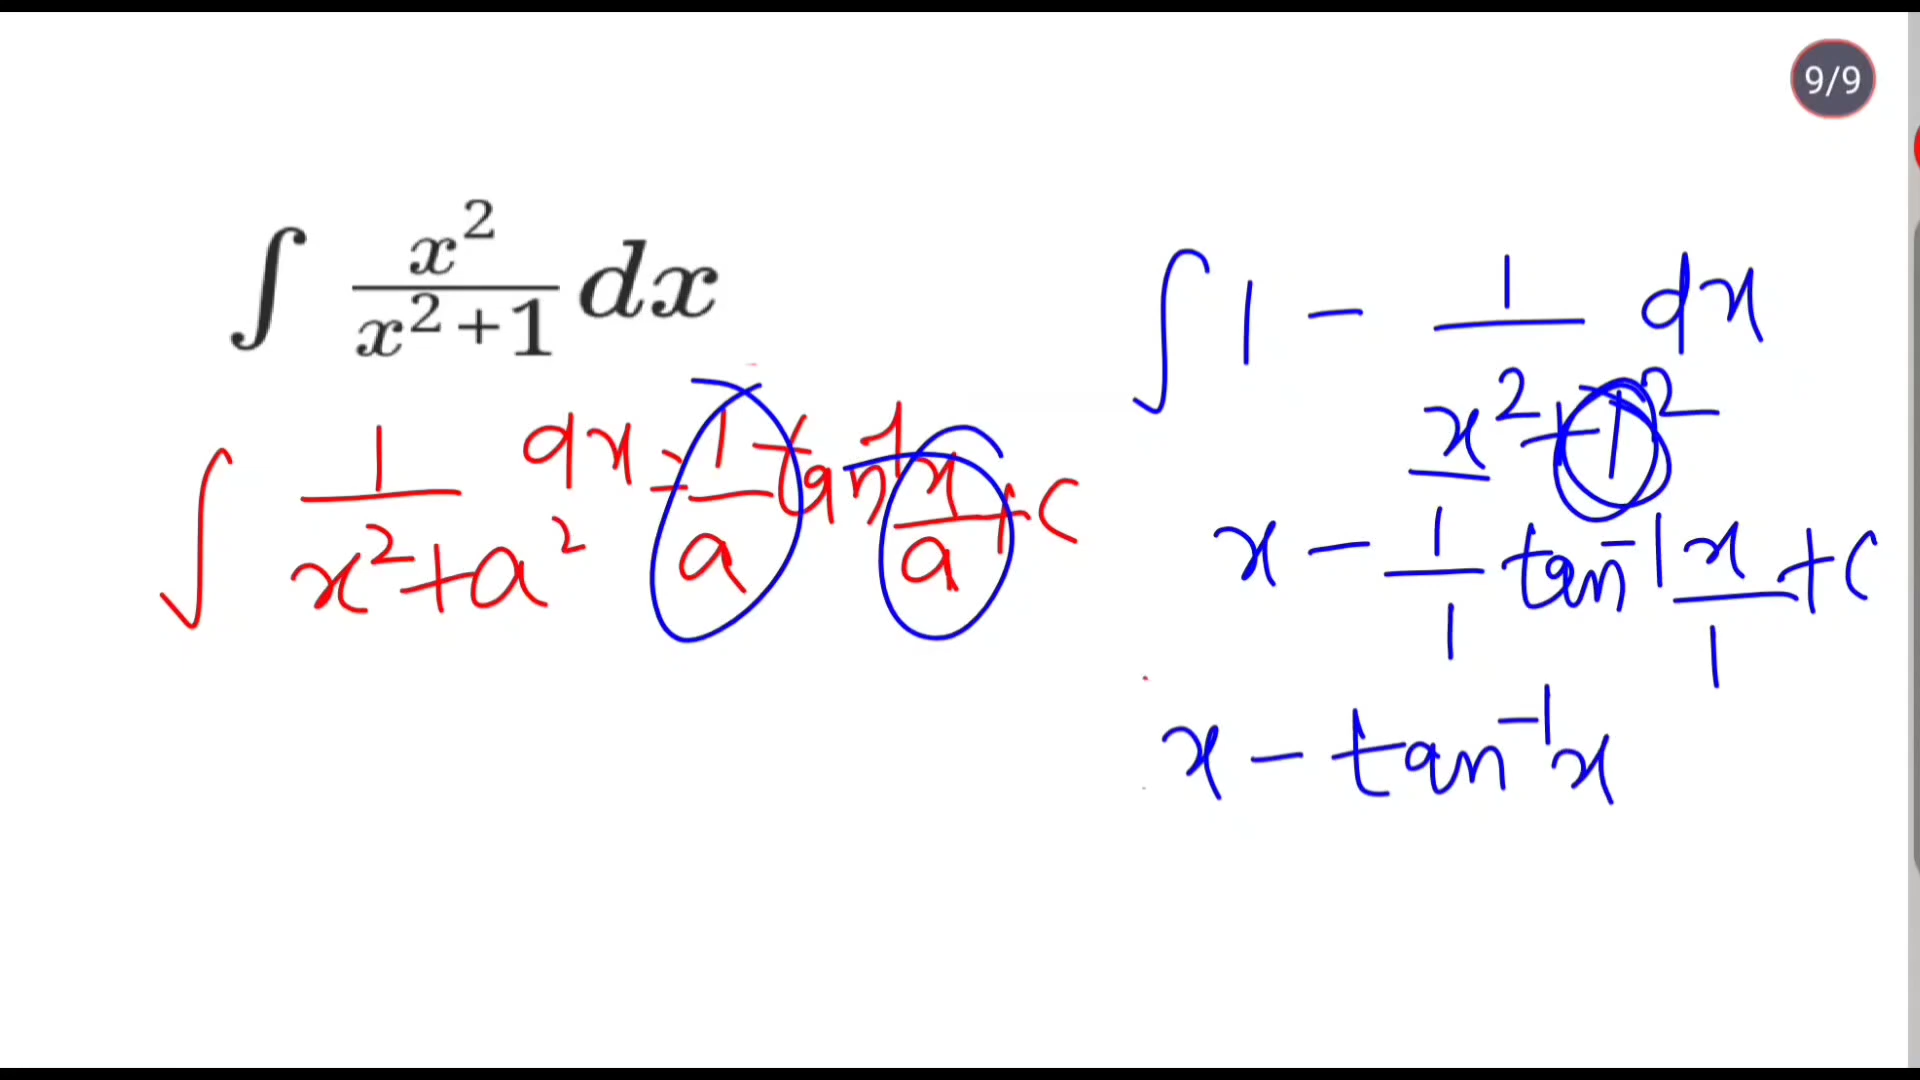 9/9
∫ x²/(x²+1) dx
∫ 1/(x²+a²) dx = 1/a tan⁻¹ x/a + C
∫ 1 - 1/(x²+1²) dx
x - 1/1 tan⁻¹ x/1 + C
x - tan⁻¹x